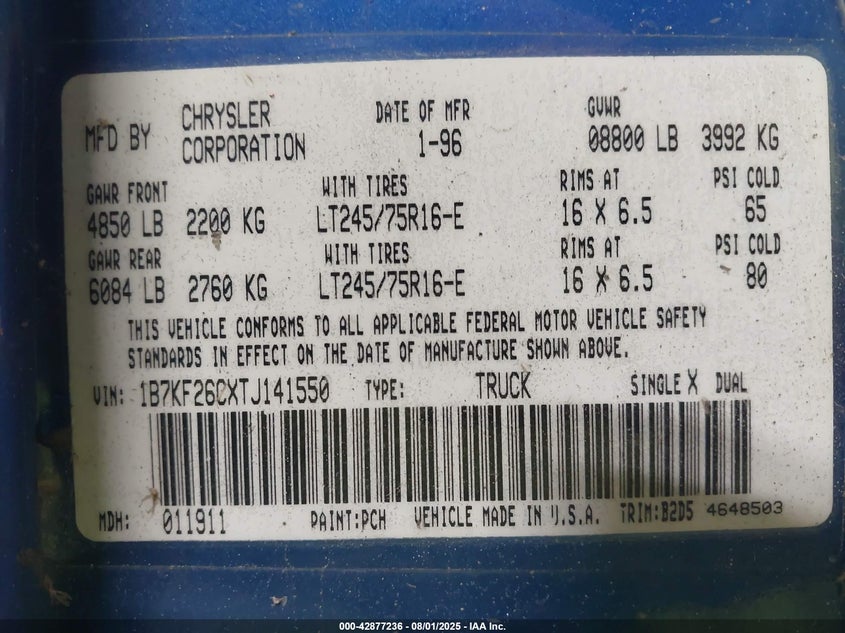 MFD BY CHRYSLER CORPORATION DATE OF MFR 1-96 GVWR 08800 LB 3992 KG
GAWR FRONT WITH TIRES RIMS AT PSI COLD
4850 LB 2200 KG LT245/75R16-E 16 X 6.5 65
GAWR REAR WITH TIRES RIMS AT PSI COLD
6084 LB 2760 KG LT245/75R16-E 16 X 6.5 80
THIS VEHICLE CONFORMS TO ALL APPLICABLE FEDERAL MOTOR VEHICLE SAFETY
STANDARDS IN EFFECT ON THE DATE OF MANUFACTURE SHOWN ABOVE.
VIN: 1B7KF26CXTJ141550 TYPE: TRUCK SINGLE X DUAL
MDH: 011911 PAINT:PCH VEHICLE MADE IN U.S.A. TRIM:B2D5 4648503
000-42877236 - 08/01/2025 - IAA Inc.